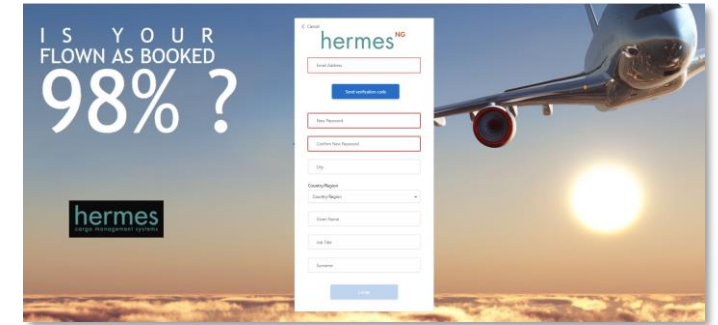 IS YOUR
FLOWN AS BOOKED
98% ?
hermes
cargo management systems
Cancel
hermes NG
Email Address
Send verification code
New Password
Confirm New Password
City
Country/Region
Country/Region
Given Name
Job Title
Surname
Create